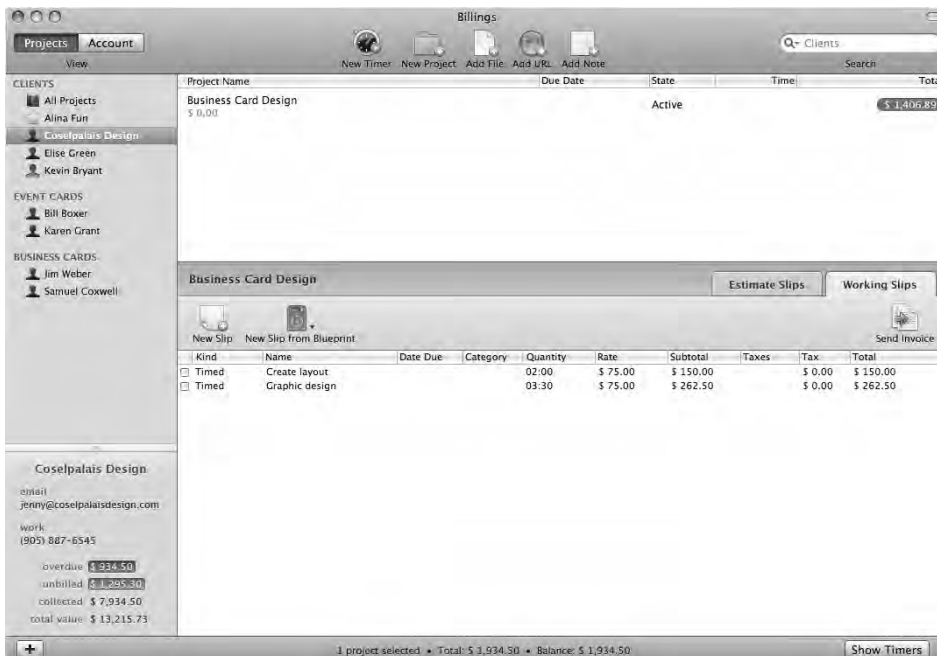 Billings
Projects Account
View
New Timer New Project Add File Add URL Add Note
Clients
Search
CLIENTS
All Projects
Alina Fun
Coselpalais Design
Elise Green
Kevin Bryant
EVENT CARDS
Bill Boxer
Karen Grant
BUSINESS CARDS
Jim Weber
Samuel Coxwell
Project Name Due Date State Time Tota
Business Card Design Active $ 1,406.89
$ 0.00
Business Card Design Estimate Slips Working Slips
New Slip New Slip from Blueprint Send Invoice
Kind Name Date Due Category Quantity Rate Subtotal Taxes Tax Total
Timed Create layout 02:00 $ 75.00 $ 150.00 $ 0.00 $ 150.00
Timed Graphic design 03:30 $ 75.00 $ 262.50 $ 0.00 $ 262.50
Coselpalais Design
email
jenny@coselpalaisdesign.com
work
(905) 887-6545
overdue $ 934.50
unbilled $ 1,295.30
collected $ 7,934.50
total value $ 13,215.73
1 project selected • Total: $ 1,934.50 • Balance: $ 1,934.50
Show Timers